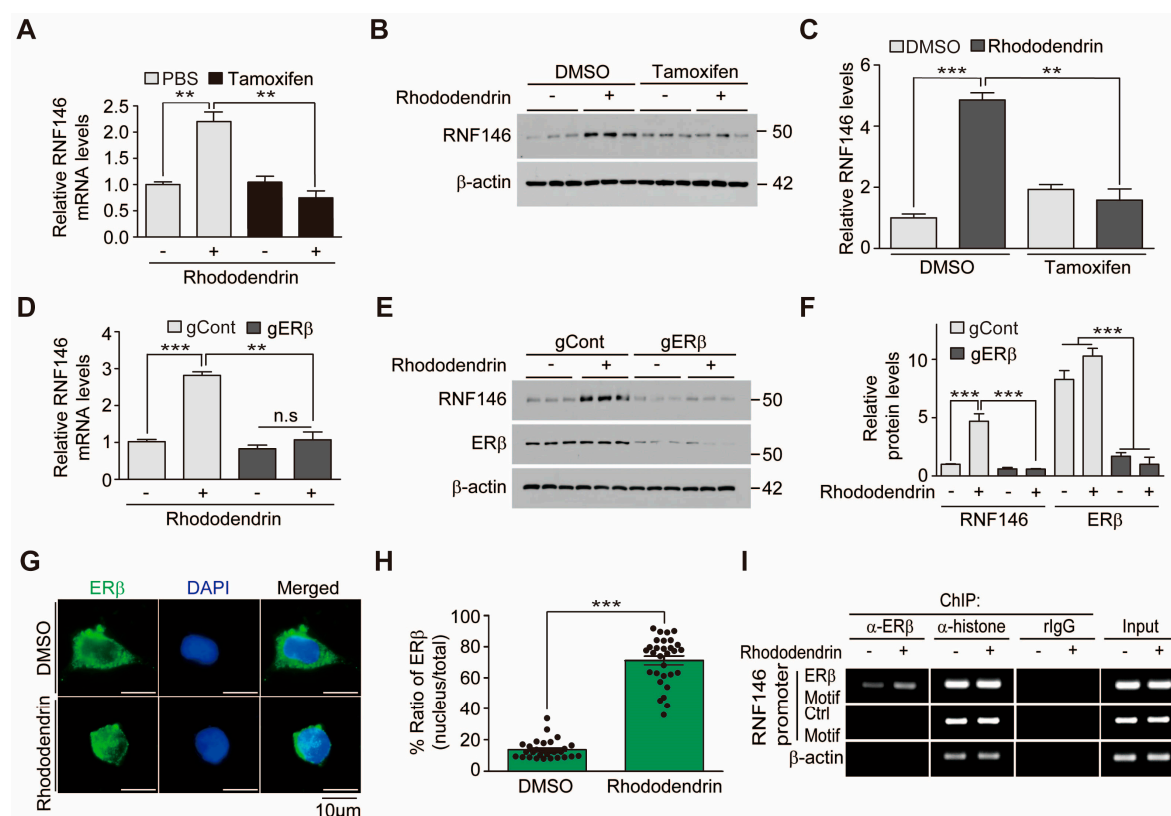 A
PBS Tamoxifen
** **
Relative RNF146
mRNA levels
2.5
2.0
1.5
1.0
0.5
0.0
- + - +
Rhododendrin
B
DMSO Tamoxifen
Rhododendrin - + - +
RNF146 50
β-actin 42
C
DMSO Rhododendrin
*** **
Relative RNF146 levels
6
4
2
0
DMSO Tamoxifen
D
gCont gERβ
*** **
n.s
Relative RNF146
mRNA levels
4
3
2
1
0
- + - +
Rhododendrin
E
gCont gERβ
Rhododendrin - + - +
RNF146 50
ERβ 50
β-actin 42
F
gCont
gERβ
***
*** ***
Relative
protein levels
10
5
0
Rhododendrin - + - + - + - +
RNF146 ERβ
G
ERβ DAPI Merged
DMSO
Rhododendrin
10μm
H
***
% Ratio of ERβ
(nucleus/total)
100
80
60
40
20
0
DMSO Rhododendrin
I
ChIP:
α-ERβ α-histone rIgG Input
Rhododendrin - + - + - + - +
RNF146
promoter
ERβ
Motif
Ctrl
Motif
β-actin